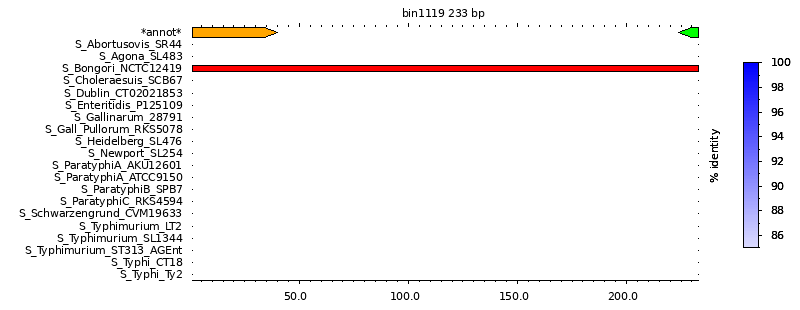 bin1119 233 bp
*annot*
S_Abortusovis_SR44
S_Agona_SL483
S_Bongori_NCTC12419
S_Choleraesuis_SCB67
S_Dublin_CT02021853
S_Enteritidis_P125109
S_Gallinarum_28791
S_Gall_Pullorum_RKS5078
S_Heidelberg_SL476
S_Newport_SL254
S_ParatyphiA_AKU12601
S_ParatyphiA_ATCC9150
S_ParatyphiB_SPB7
S_ParatyphiC_RKS4594
S_Schwarzengrund_CVM19633
S_Typhimurium_LT2
S_Typhimurium_SL1344
S_Typhimurium_ST313_AGEnt
S_Typhi_CT18
S_Typhi_Ty2
50.0 100.0 150.0 200.0
% identity
100
98
96
94
92
90
88
86